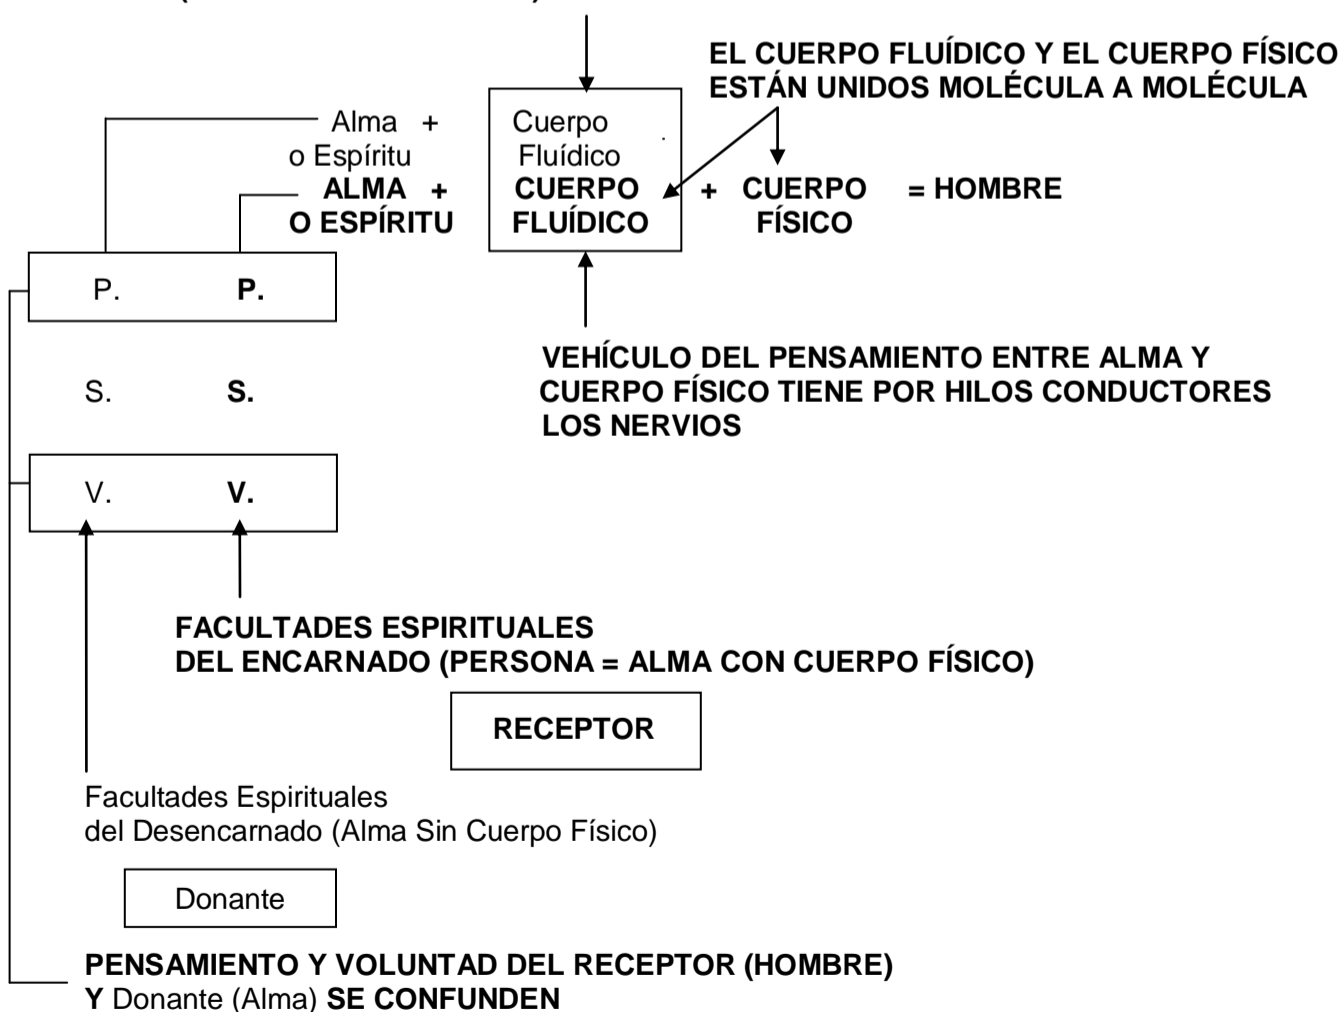 EL CUERPO FLUÍDICO Y EL CUERPO FÍSICO
ESTÁN UNIDOS MOLÉCULA A MOLÉCULA
Alma + Cuerpo
o Espíritu Fluídico
ALMA + CUERPO + CUERPO = HOMBRE
O ESPÍRITU FLUÍDICO FÍSICO
P. P.
VEHÍCULO DEL PENSAMIENTO ENTRE ALMA Y
S. S. CUERPO FÍSICO TIENE POR HILOS CONDUCTORES
LOS NERVIOS
V. V.
FACULTADES ESPIRITUALES
DEL ENCARNADO (PERSONA = ALMA CON CUERPO FÍSICO)
RECEPTOR
Facultades Espirituales
del Desencarnado (Alma Sin Cuerpo Físico)
Donante
PENSAMIENTO Y VOLUNTAD DEL RECEPTOR (HOMBRE)
Y Donante (Alma) SE CONFUNDEN